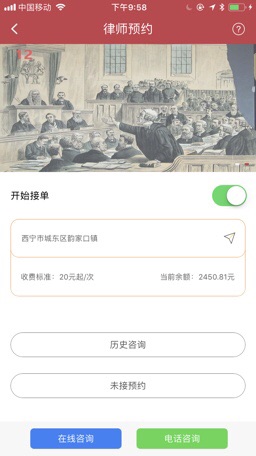 中国移动
下午9:58
律师预约
12
开始接单
西宁市城东区韵家口镇
收费标准：20元起/次
当前余额：2450.81元
历史咨询
未接预约
在线咨询
电话咨询